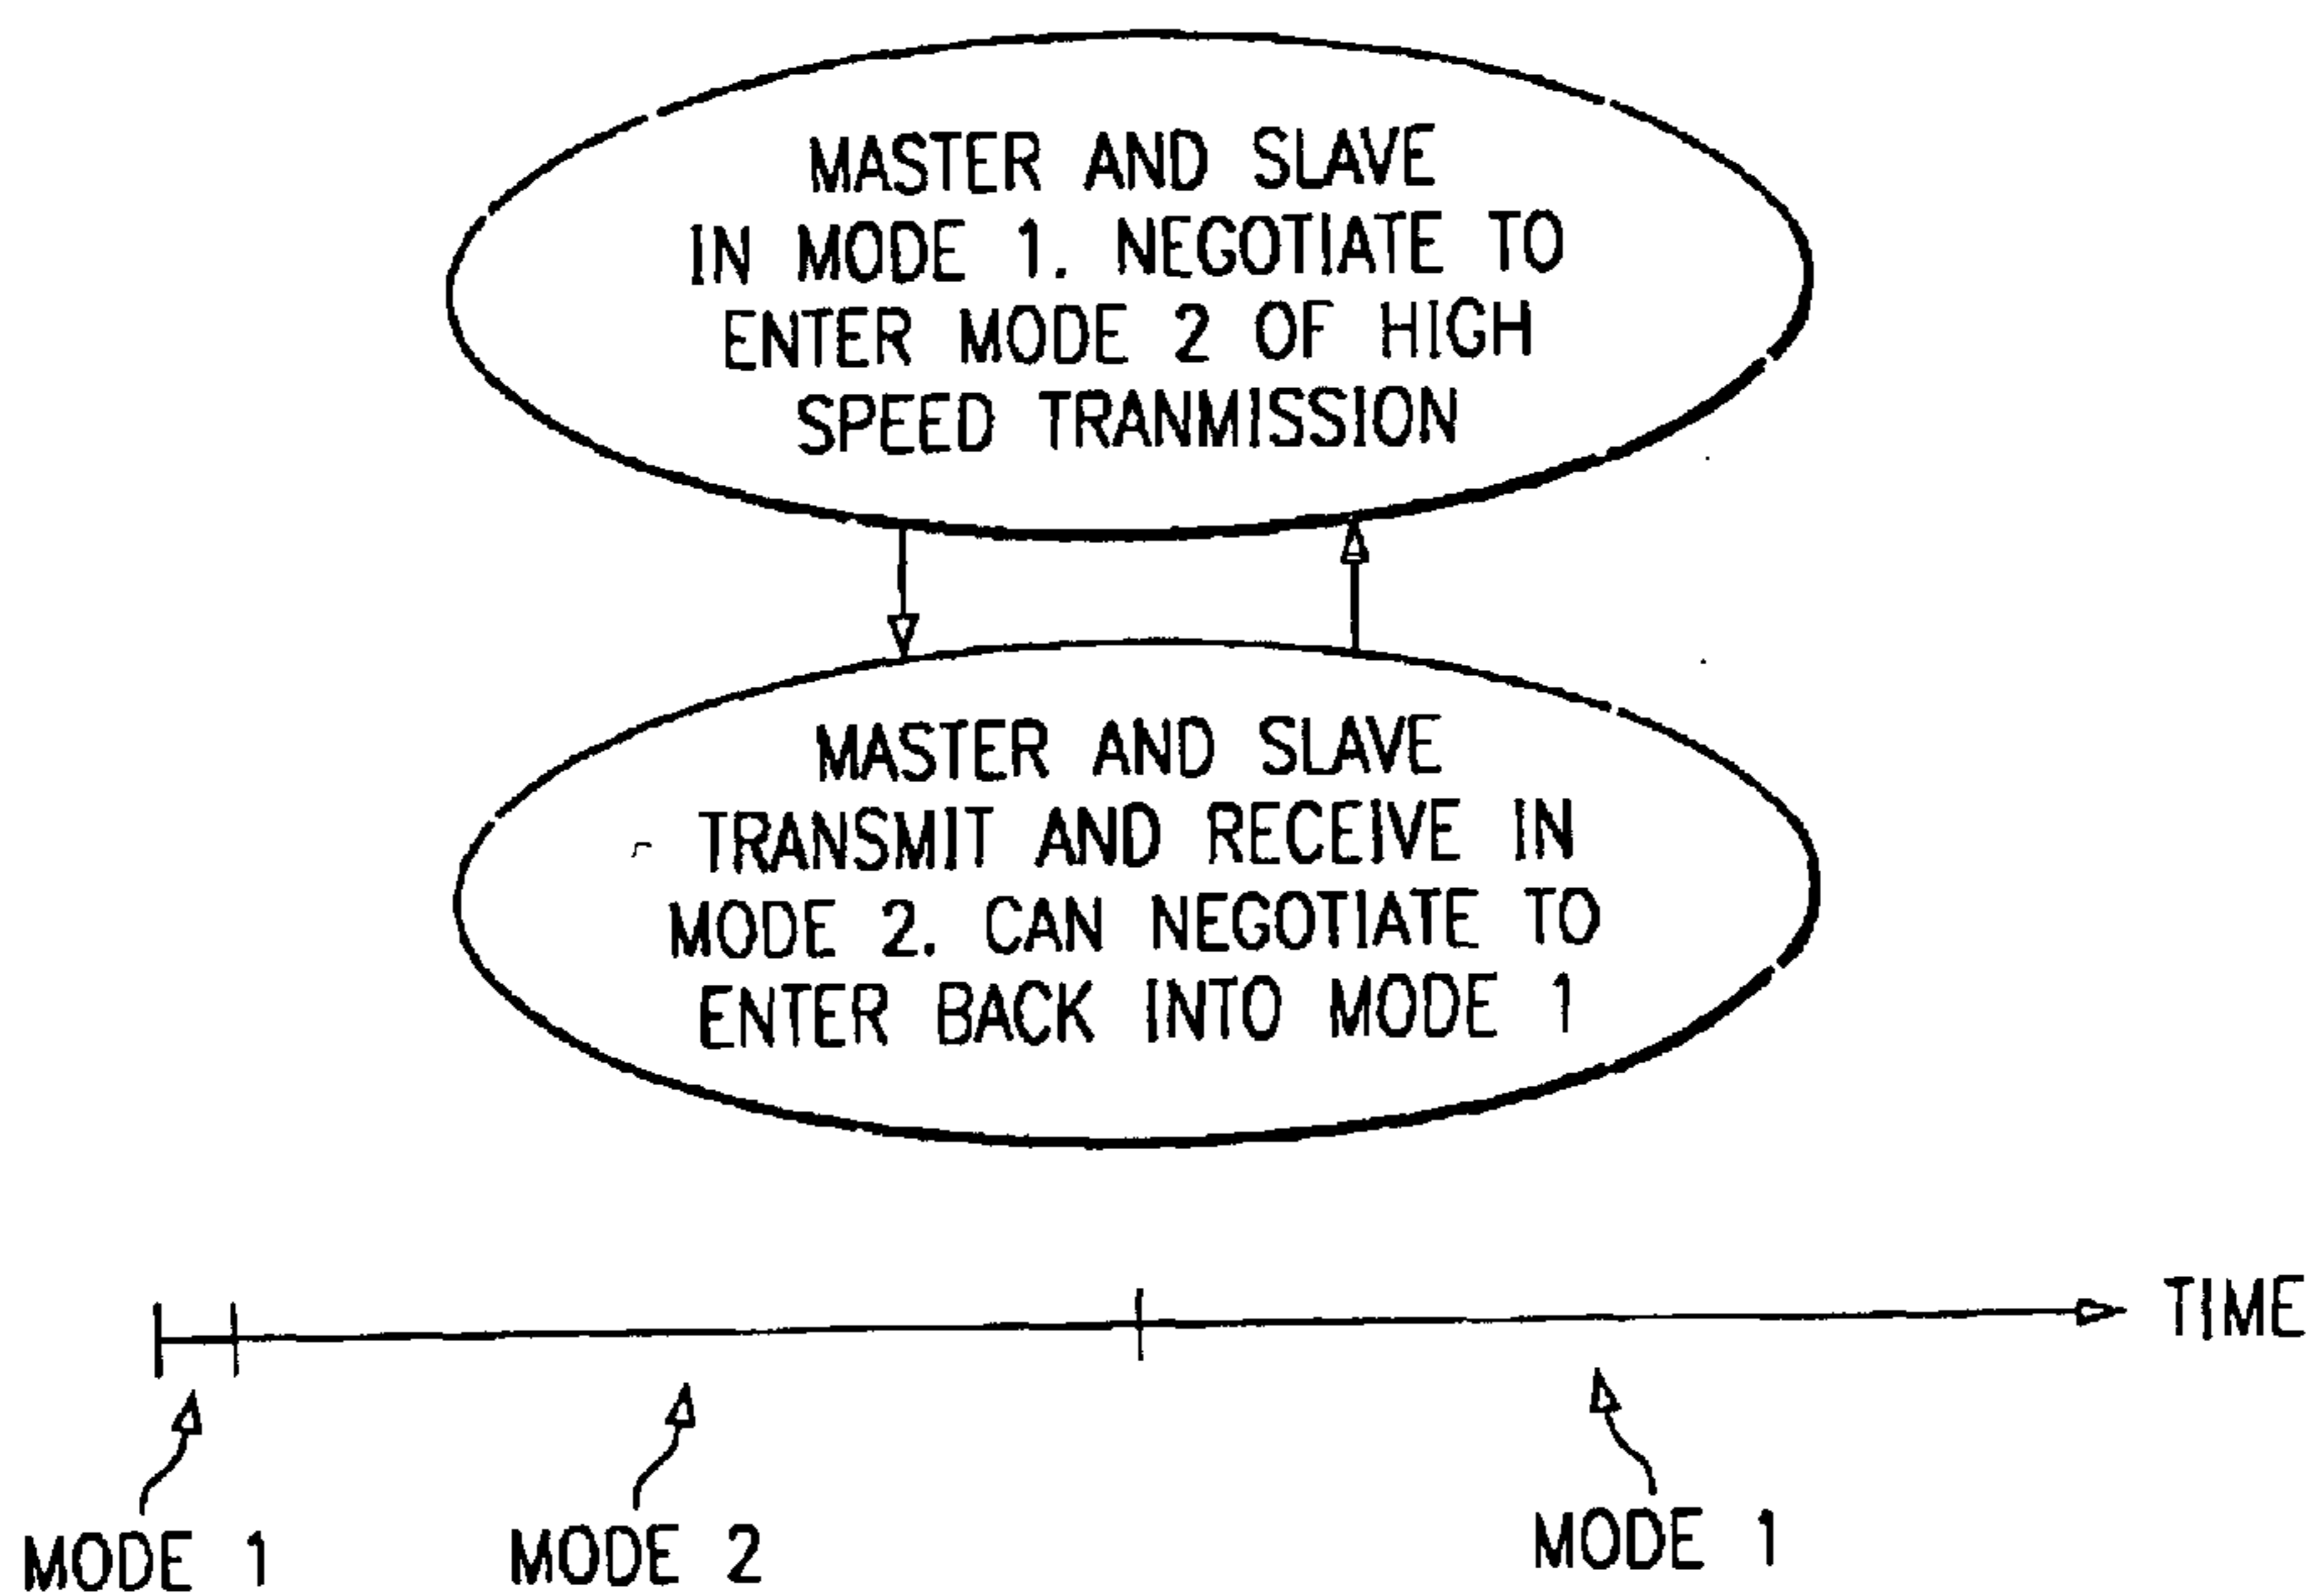 MASTER AND SLAVE
IN MODE 1. NEGOTIATE TO
ENTER MODE 2 OF HIGH
SPEED TRANMISSION
MASTER AND SLAVE
TRANSMIT AND RECEIVE IN
MODE 2. CAN NEGOTIATE TO
ENTER BACK INTO MODE 1
TIME
MODE 1
MODE 2
MODE 1